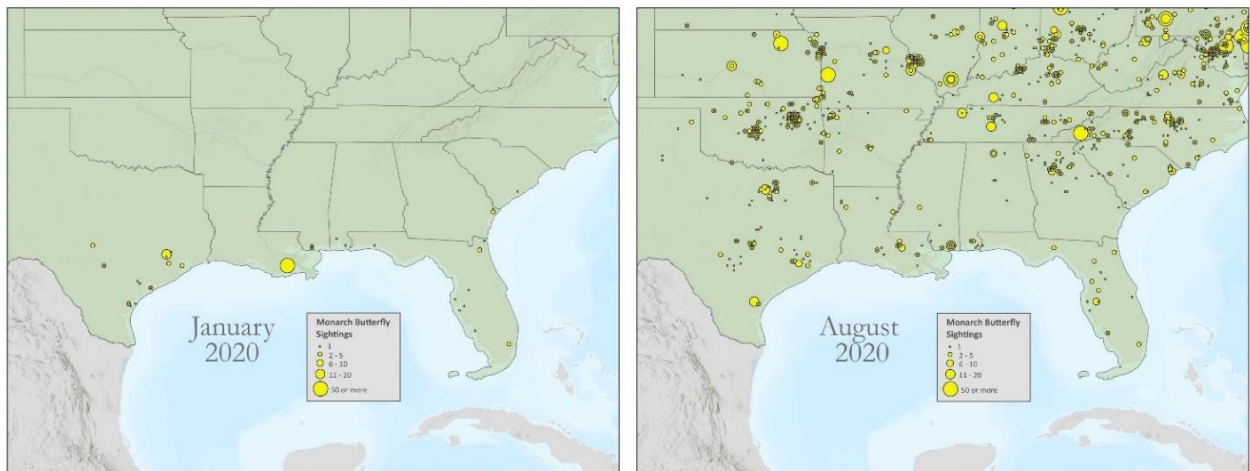 January
2020
Monarch Butterfly
Sightings
1
2 - 5
6 - 10
11 - 20
50 or more
August
2020
Monarch Butterfly
Sightings
1
2 - 5
6 - 10
11 - 20
50 or more